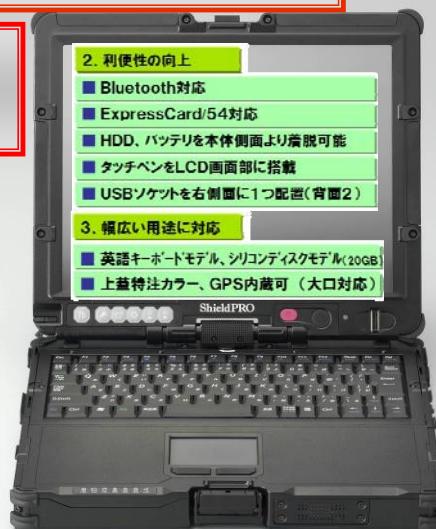 2. 利便性の向上
■ Bluetooth対応
■ ExpressCard/54対応
■ HDD、バッテリを本体側面より着脱可能
■ タッチペンをLCD画面部に搭載
■ USBソケットを右側面に1つ配置(背面2)
3. 幅広い用途に対応
■ 英語キーボードモデル、シリコンディスクモデル(20GB)
■ 上蓋特注カラー、GPS内蔵可 (大口対応)
ShieldPRO